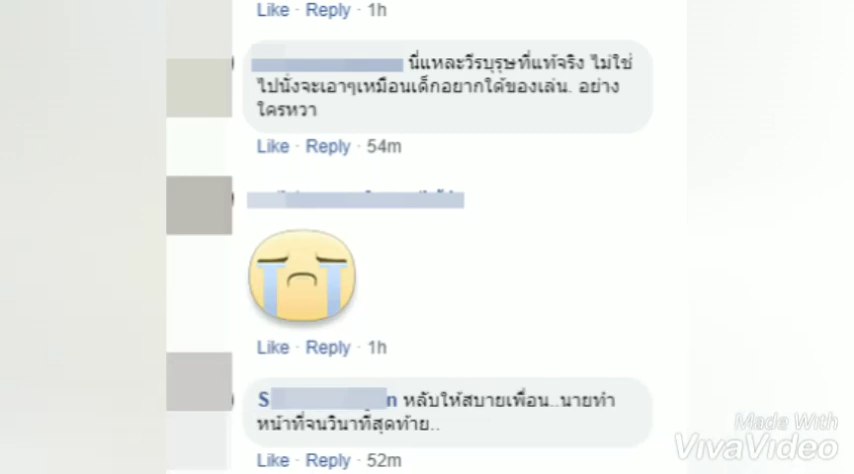 Like · Reply · 1h
นี่แหละวีรบุรุษที่แท้จริง ไม่ใช่
ไปนั่งจะเอาๆเหมือนเด็กอยากใด้ของเล่น. อย่าง
ใครหวา
Like · Reply · 54m
Like · Reply · 1h
หลับให้สบายเพื่อน..นายทำ
หน้าที่จนวินาที่สุดท้าย..
Like · Reply · 52m
Made With
VivaVideo